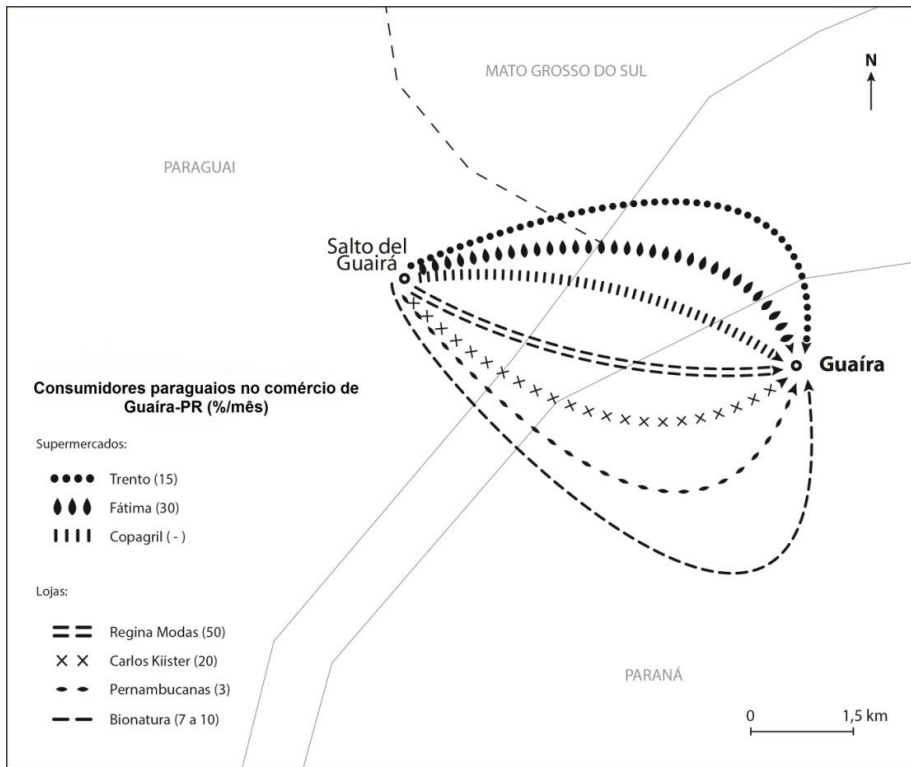 MATO GROSSO DO SUL
N
PARAGUAI
Salto del
Guairá
Guaíra
Consumidores paraguaios no comércio de
Guaíra-PR (%/mês)
Supermercados:
Trento (15)
Fátima (30)
Copagril ( - )
Lojas:
Regina Modas (50)
Carlos Kiister (20)
Pernambucanas (3)
Bionatura (7 a 10)
PARANÁ
0 1,5 km